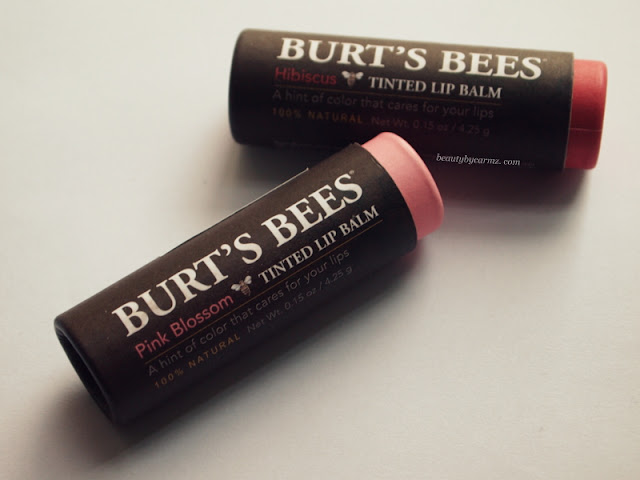 BURT'S BEES
Hibiscus TINTED LIP BALM
A hint of color that cares for your lips
100% NATURAL Net Wt. 0.15 oz / 4.25 g
beautybycarmz.com
BURT'S BEES
Pink Blossom TINTED LIP BALM
A hint of color that cares for your lips
100% NATURAL Net Wt. 0.15 oz / 4.25 g